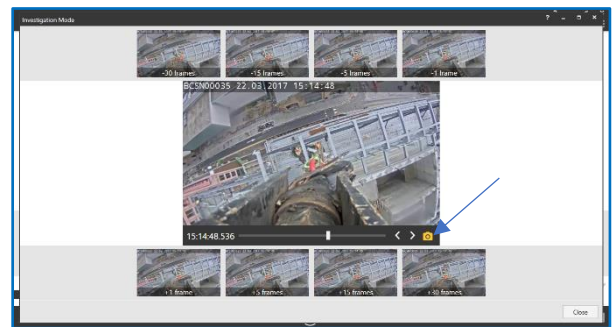 Investigation Mode
-30 frames -15 frames -5 frames -1 frame
BCSN00035 22.03.2017 15:14:48
15:14:48.536
+1 frame +5 frames +15 frames +30 frames
Close